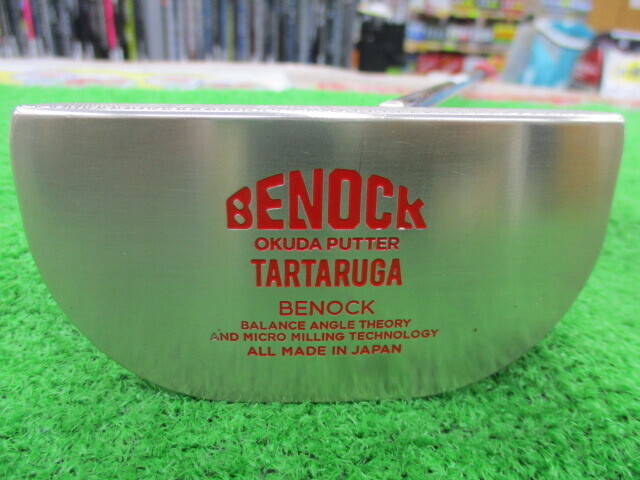 BENOCK
OKUDA PUTTER
TARTARUGA
BENOCK
BALANCE ANGLE THEORY
AND MICRO MILLING TECHNOLOGY
ALL MADE IN JAPAN